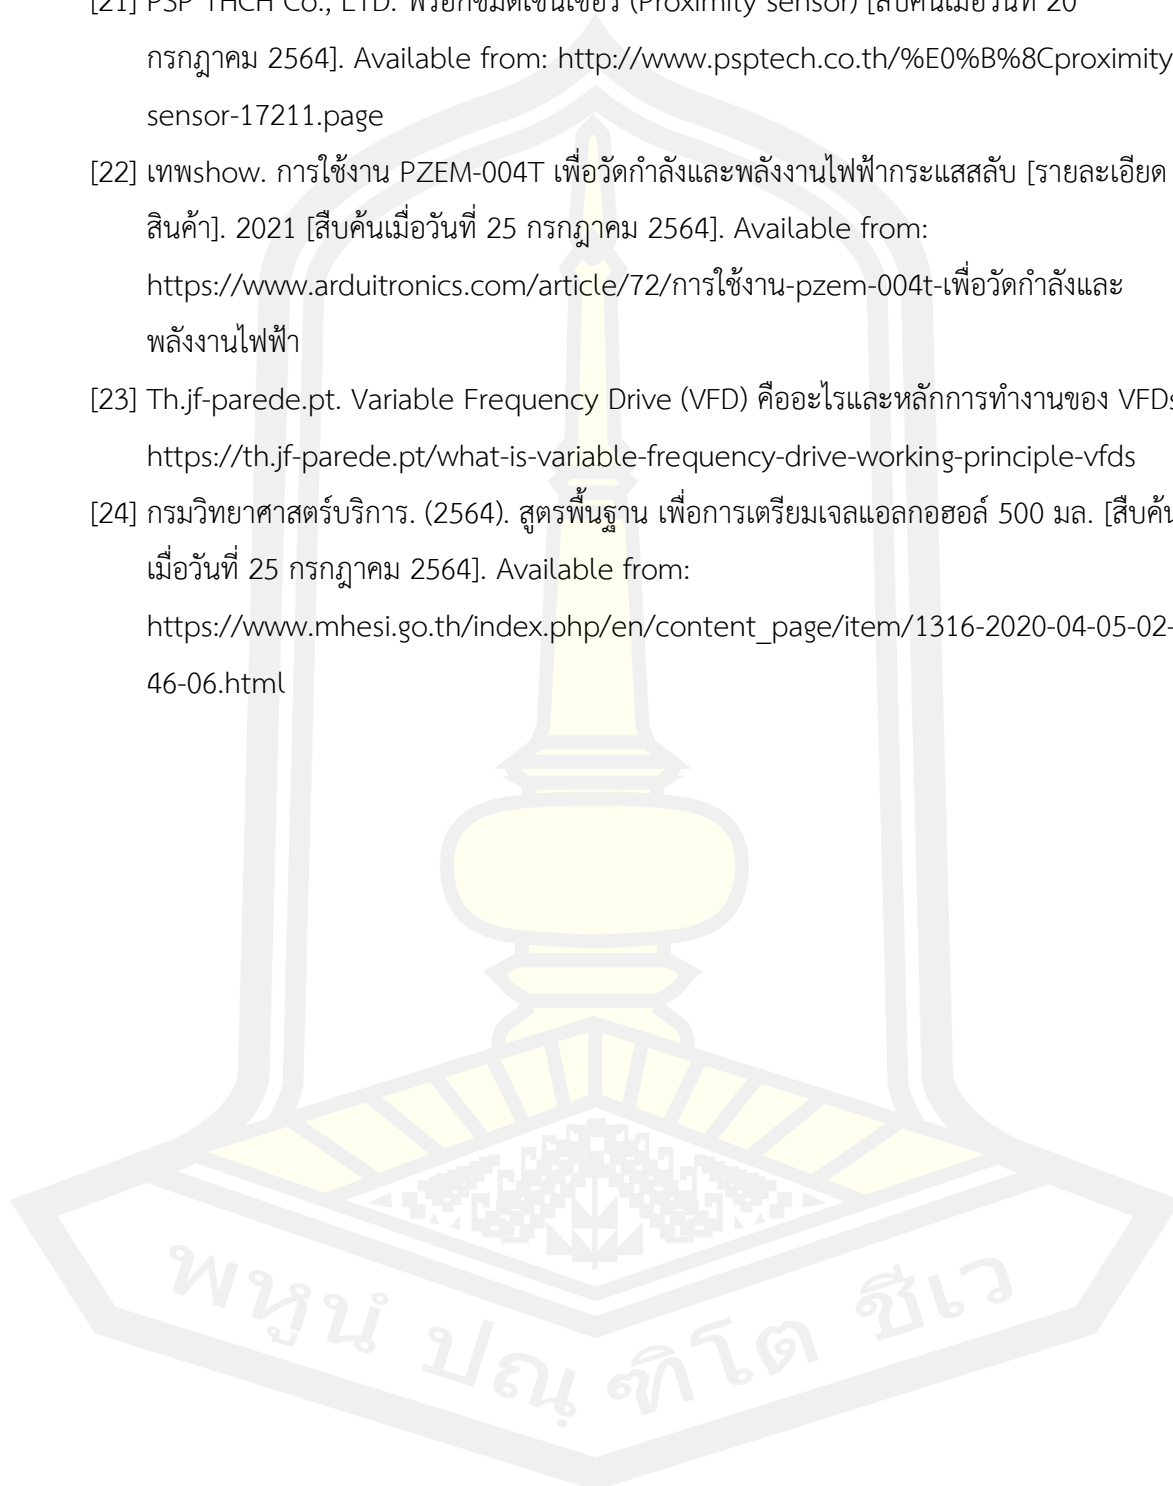 [21] PSP THCH Co., LTD. พร็อกซิมิตี้เซ็นเซอร์ (Proximity sensor) [สืบค้นเมื่อวันที่ 20
กรกฎาคม 2564]. Available from: http://www.psptech.co.th/%E0%B%8Cproximity
sensor-17211.page
[22] เทพshow. การใช้งาน PZEM-004T เพื่อวัดกำลังและพลังงานไฟฟ้ากระแสสลับ [รายละเอียด
สินค้า]. 2021 [สืบค้นเมื่อวันที่ 25 กรกฎาคม 2564]. Available from:
https://www.arduitronics.com/article/72/การใช้งาน-pzem-004t-เพื่อวัดกำลังและ
พลังงานไฟฟ้า
[23] Th.jf-parede.pt. Variable Frequency Drive (VFD) คืออะไรและหลักการทำงานของ VFDs
https://th.jf-parede.pt/what-is-variable-frequency-drive-working-principle-vfds
[24] กรมวิทยาศาสตร์บริการ. (2564). สูตรพื้นฐาน เพื่อการเตรียมเจลแอลกอฮอล์ 500 มล. [สืบค้น
เมื่อวันที่ 25 กรกฎาคม 2564]. Available from:
https://www.mhesi.go.th/index.php/en/content_page/item/1316-2020-04-05-02-
46-06.html
พหูนํ ปณฺ ฑิโต ชีเว